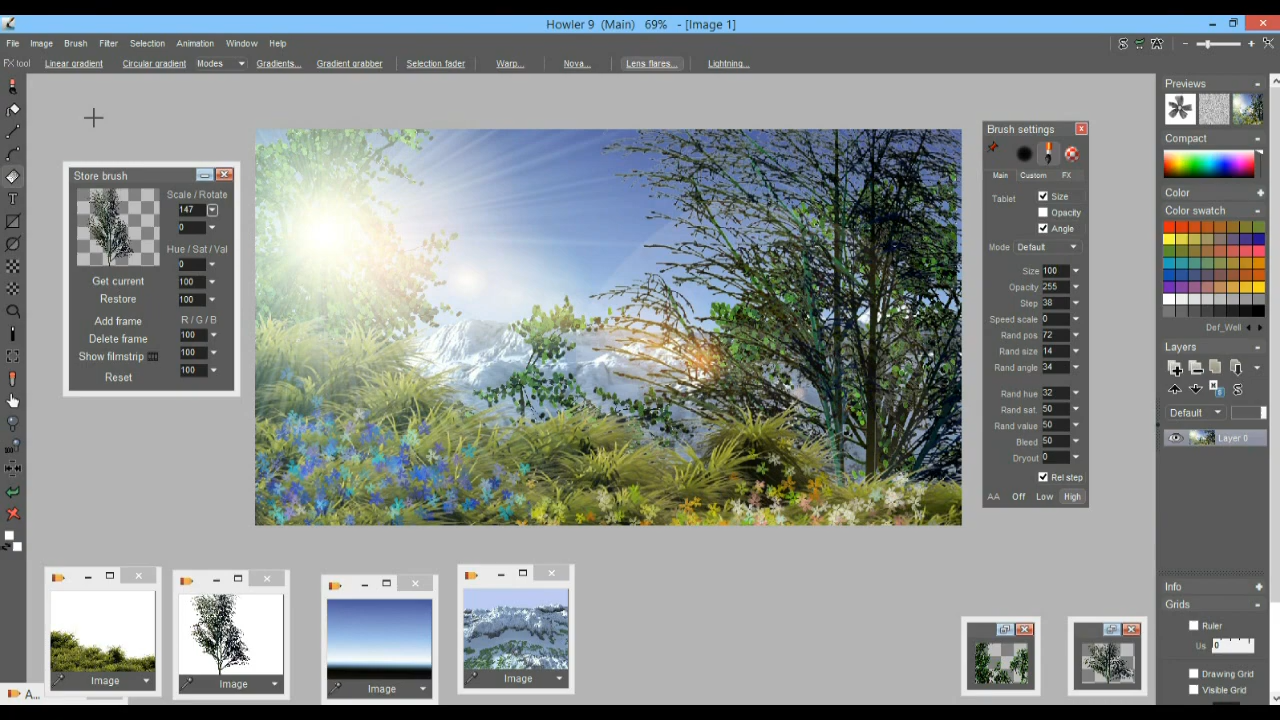 Howler 9 (Main) 69% - [Image 1]
File Image Brush Filter Selection Animation Window Help
FX tool Linear gradient Circular gradient Modes Gradients... Gradient grabber Selection fader Warp... Nova... Lens flares... Lightning...
Store brush
Scale / Rotate
147
0
Hue / Sat / Val
0
Get current 100
Restore 100
Add frame R / G / B
100
Delete frame
Show filmstrip 100
Reset 100
Brush settings
Main Custom FX
Tablet Size
Opacity
Angle
Mode Default
Size 100
Opacity 255
Step 38
Speed scale 0
Rand pos 72
Rand size 14
Rand angle 34
Rand hue 32
Rand sat. 50
Rand value 50
Bleed 50
Dryout 0
Rel step
AA Off Low High
Previews
Compact
Color
Color swatch
Def_Well
Layers
Default
Layer 0
Info
Grids
Ruler
Us 0
Drawing Grid
Visible Grid
Image
Image
Image
Image
A...